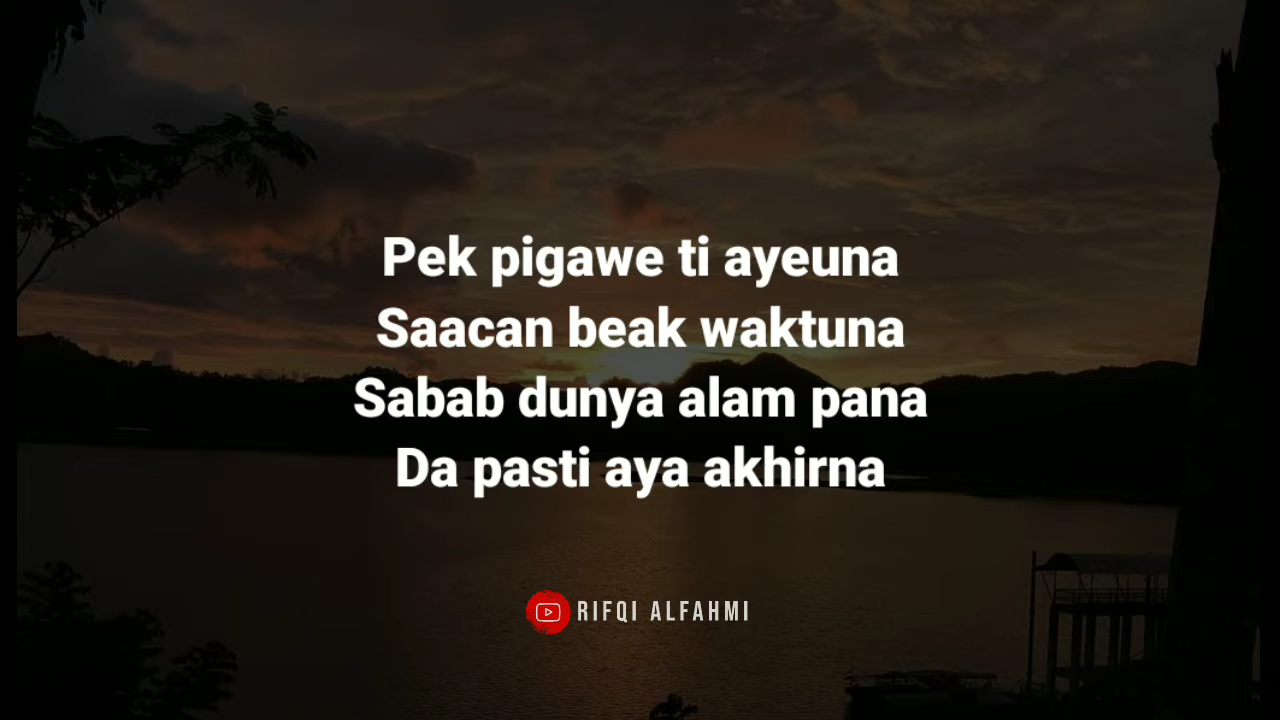 Pek pigawe ti ayeuna
Saacan beak waktuna
Sabab dunya alam pana
Da pasti aya akhirna
RIFQI ALFAHMI